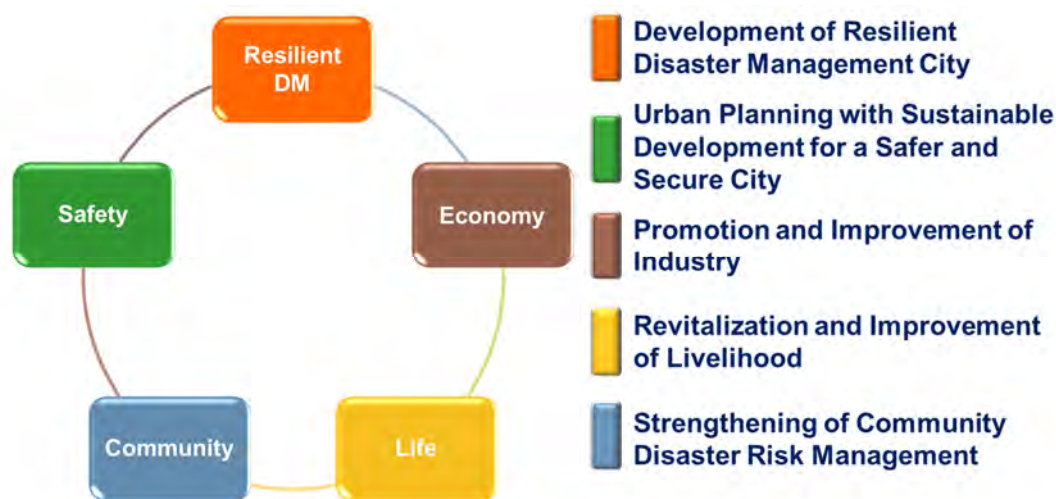 Resilient
DM
Safety
Economy
Community
Life
Development of Resilient
Disaster Management City
Urban Planning with Sustainable
Development for a Safer and
Secure City
Promotion and Improvement of
Industry
Revitalization and Improvement
of Livelihood
Strengthening of Community
Disaster Risk Management